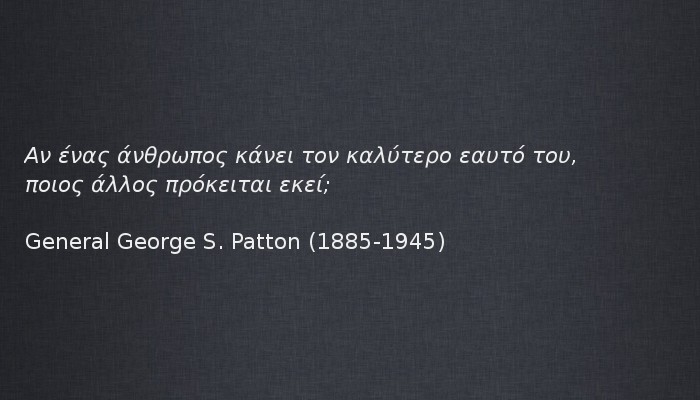 Αν ένας άνθρωπος κάνει τον καλύτερο εαυτό του,
ποιος άλλος πρόκειται εκεί;
General George S. Patton (1885-1945)